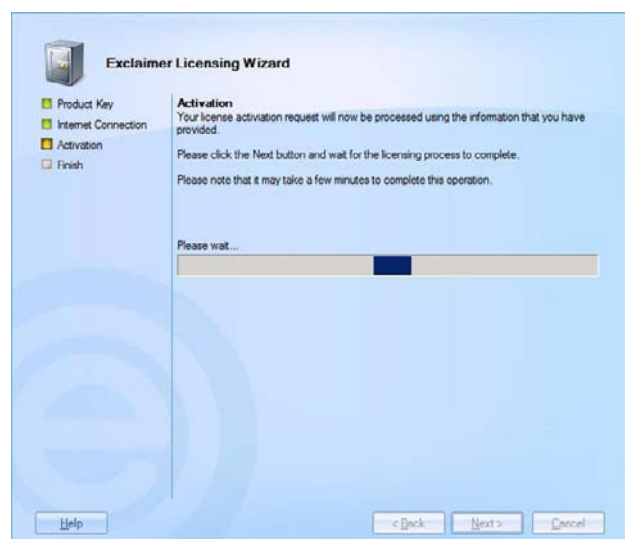 Exclaimer Licensing Wizard
Product Key
Internet Connection
Activation
Finish
Activation
Your license activiation request will now be processed using the information that you have
provided.
Please click the Next button and wait for the licensing process to complete.
Please note that it may take a few minutes to complete this operation.
Please wait...
Help
< Back
Next >
Cancel